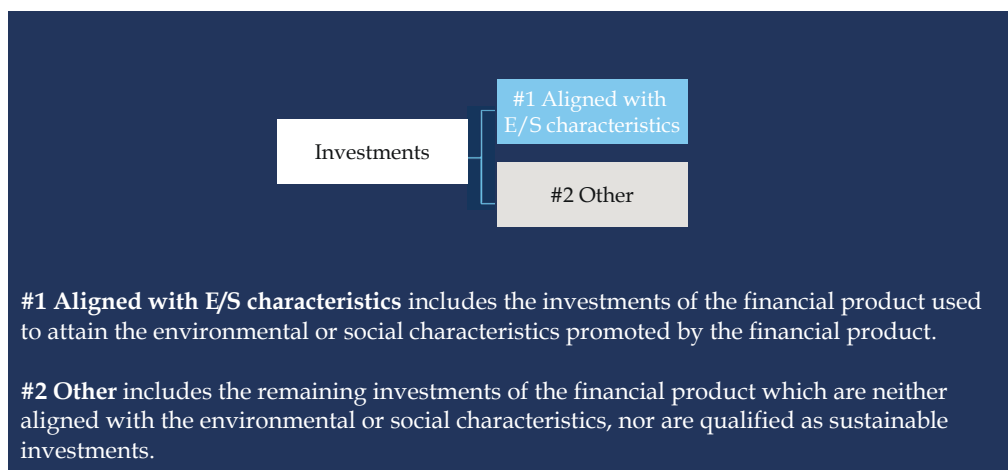 #1 Aligned with
E/S characteristics
Investments
#2 Other
#1 Aligned with E/S characteristics includes the investments of the financial product used
to attain the environmental or social characteristics promoted by the financial product.
#2 Other includes the remaining investments of the financial product which are neither
aligned with the environmental or social characteristics, nor are qualified as sustainable
investments.